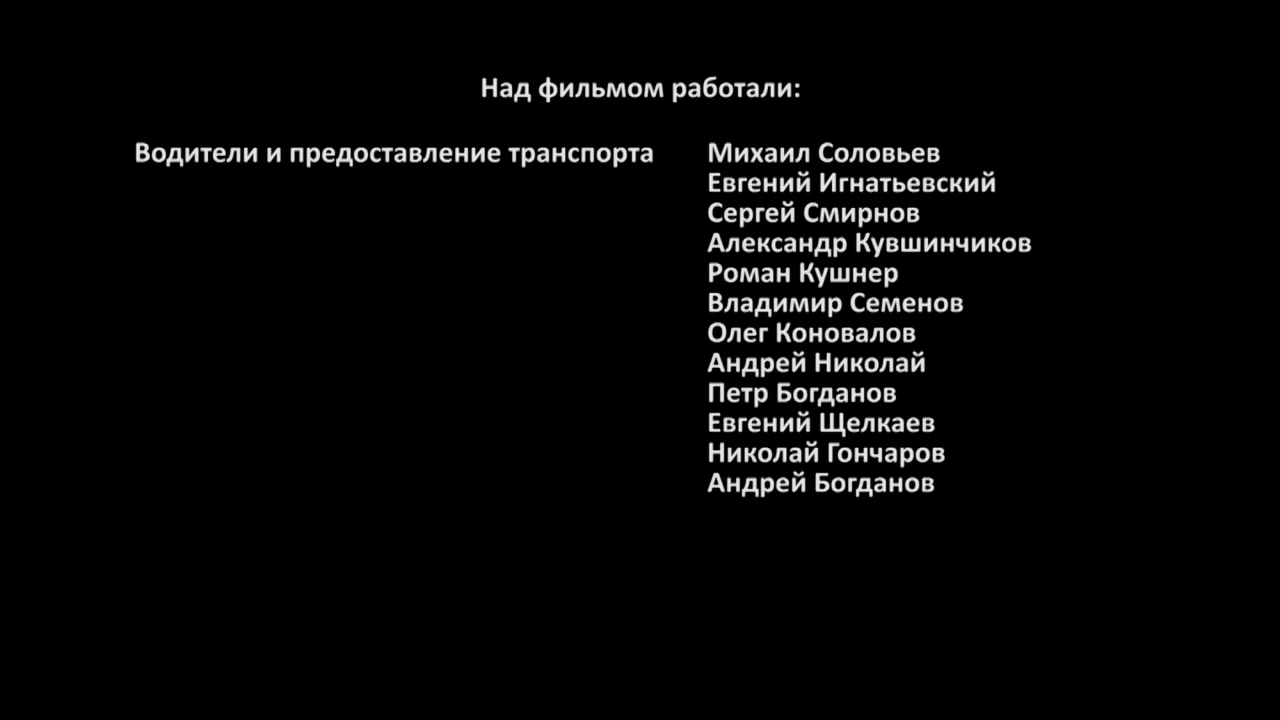 Над фильмом работали:
Водители и предоставление транспорта Михаил Соловьев
Евгений Игнатьевский
Сергей Смирнов
Александр Кувшинчиков
Роман Кушнер
Владимир Семенов
Олег Коновалов
Андрей Николай
Петр Богданов
Евгений Щелкаев
Николай Гончаров
Андрей Богданов